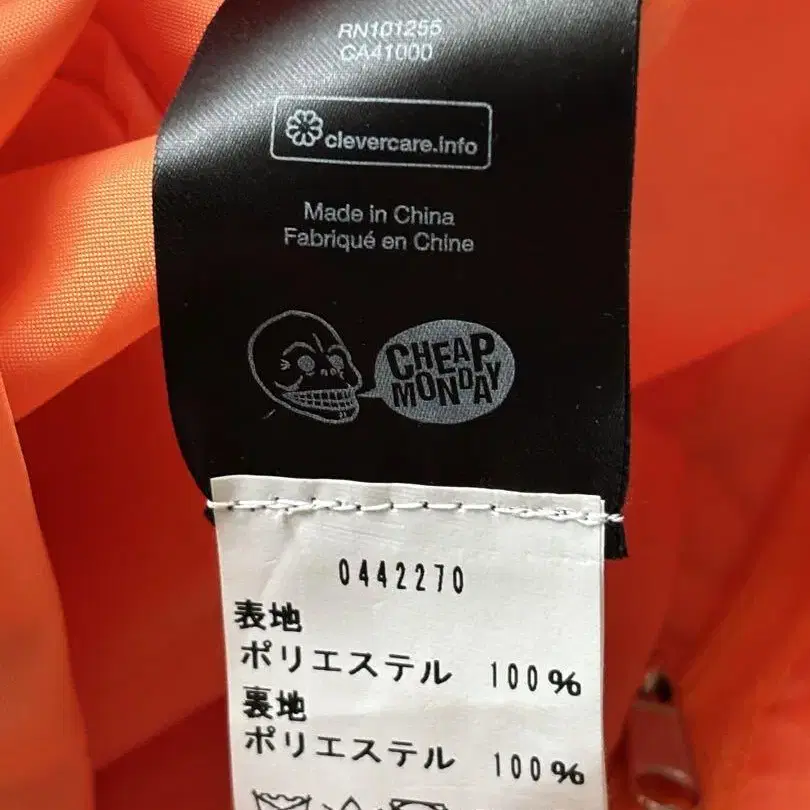 RN101255
CA41000
clevercare.info
Made in China
Fabriqué en Chine
CHEAP
MONDAY
0442270
表地
ポリエステル 100%
裏地
ポリエステル 100%